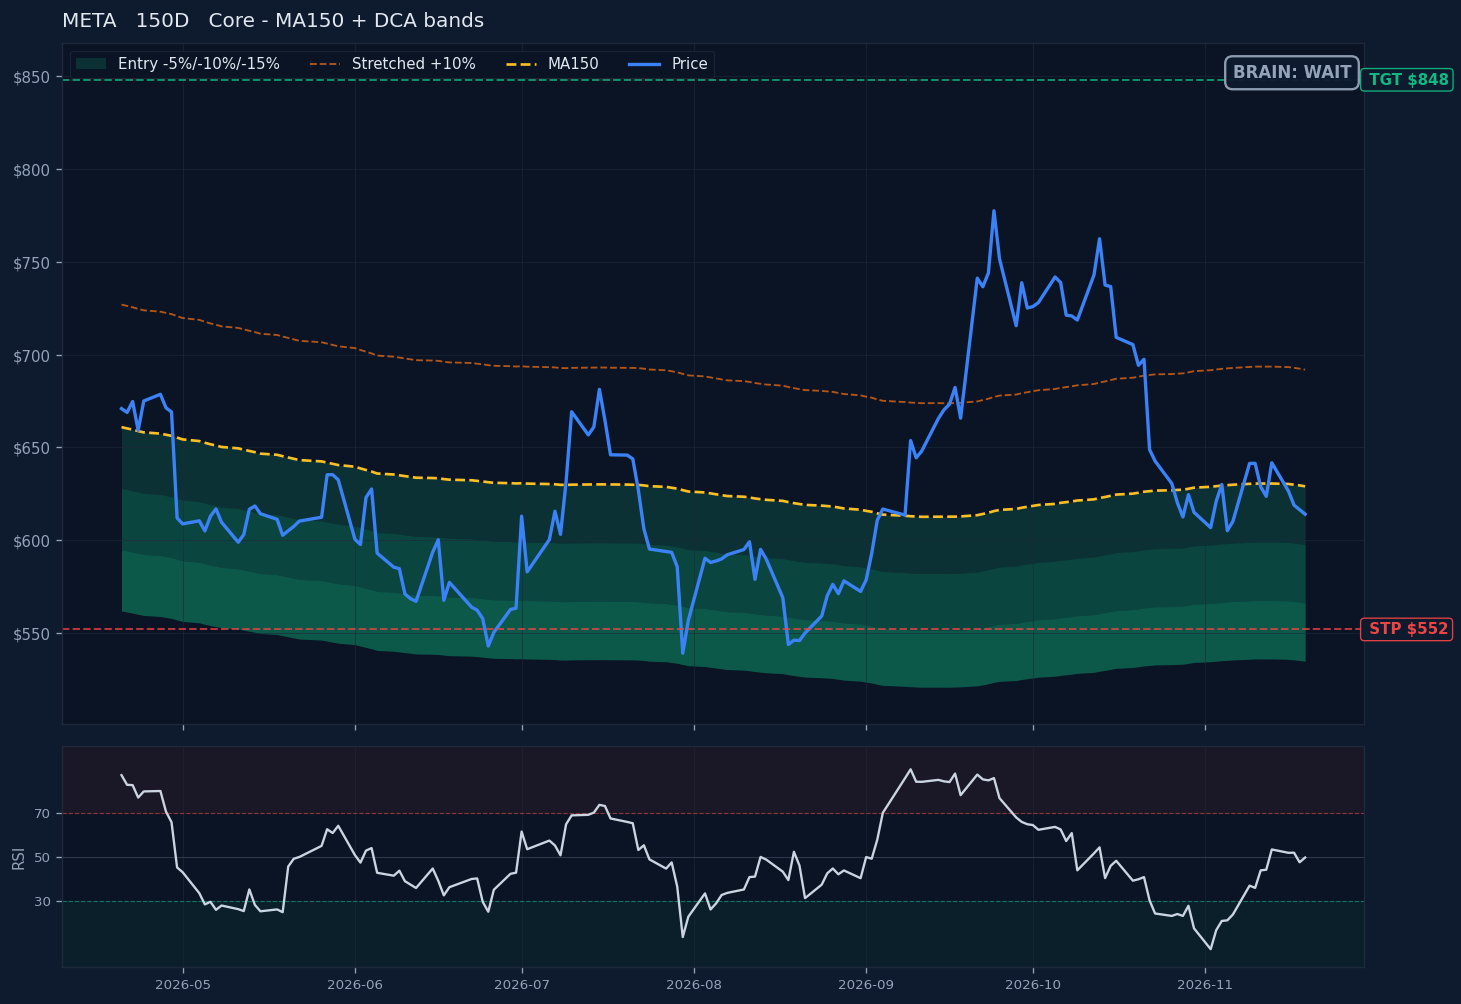 META   150D   Core - MA150 + DCA bands
Entry -5%/-10%/-15%
Stretched +10%
MA150
Price
BRAIN: WAIT
TGT $848
$850
$800
$750
$700
$650
$600
$550
STP $552
RSI
70
50
30
2026-05
2026-06
2026-07
2026-08
2026-09
2026-10
2026-11